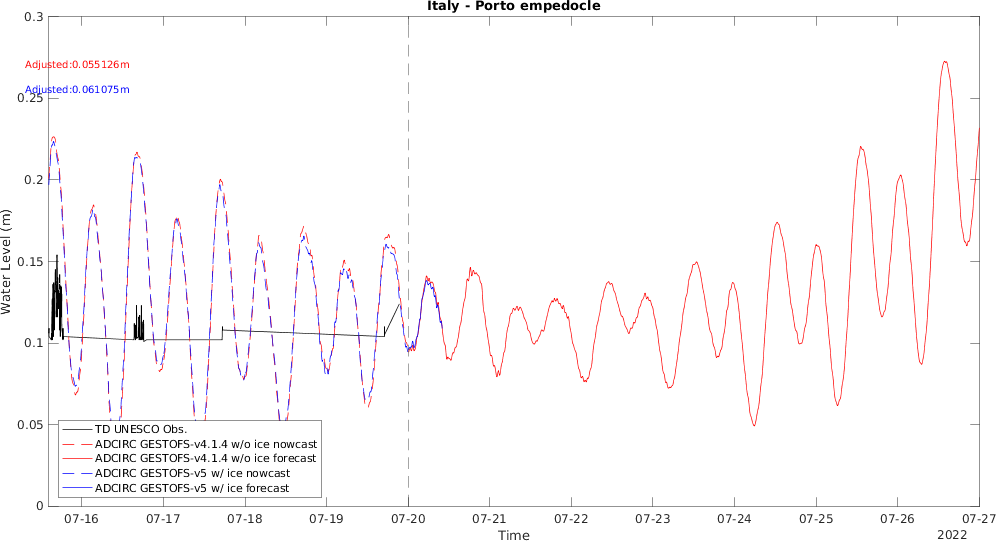 Italy - Porto empedocle
0.3
Adjusted:0.055126m
Adjusted:0.061075m
0.25
0.2
0.15
0.1
0.05
0
Water Level (m)
TD UNESCO Obs.
ADCIRC GESTOFS-v4.1.4 w/o ice nowcast
ADCIRC GESTOFS-v4.1.4 w/o ice forecast
ADCIRC GESTOFS-v5 w/ ice nowcast
ADCIRC GESTOFS-v5 w/ ice forecast
07-16 07-17 07-18 07-19 07-20 07-21 07-22 07-23 07-24 07-25 07-26 07-27
Time
2022